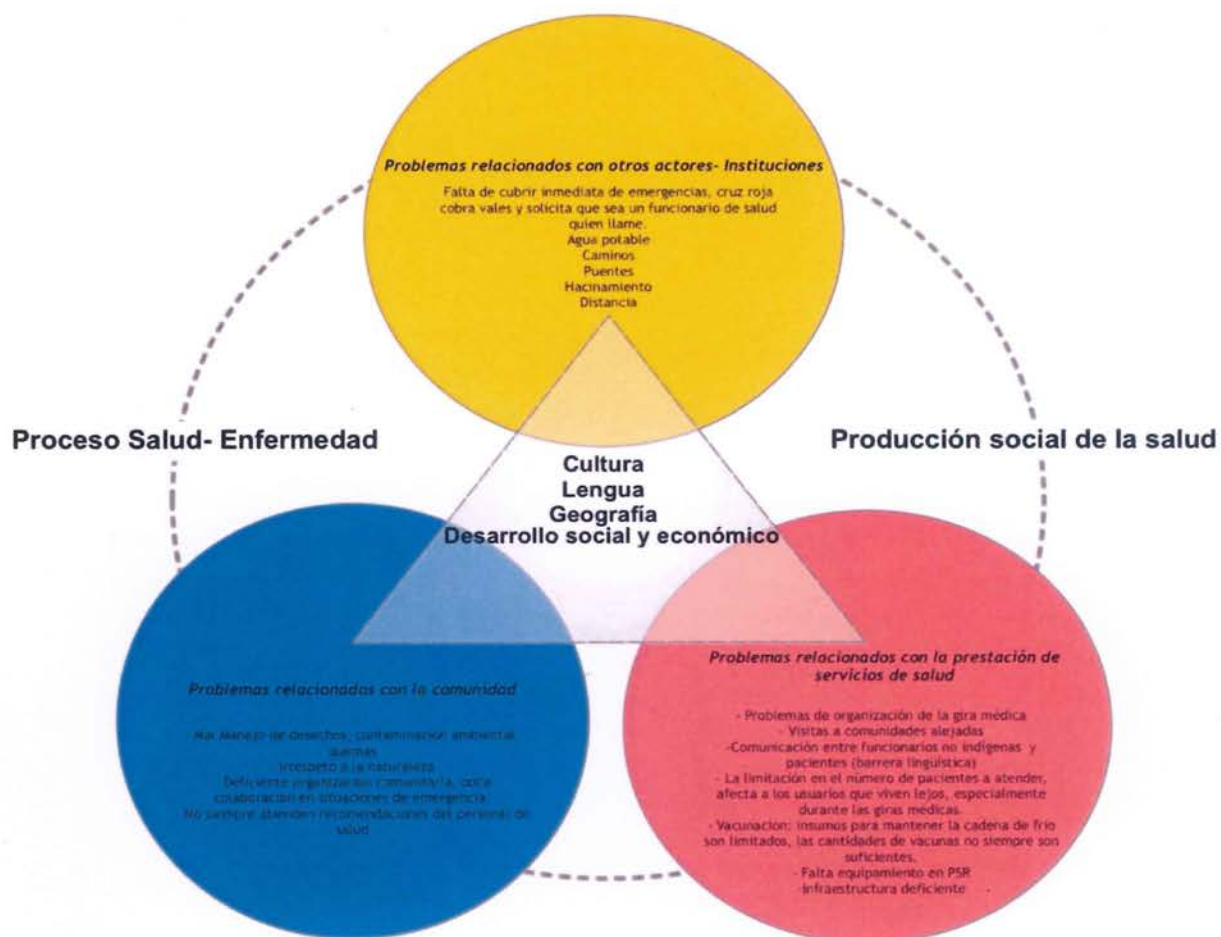 Problemas relacionados con otros actores- Instituciones
Falta de cubrir inmediata de emergencias, cruz roja
cobra vales y solicita que sea un funcionario de salud
quien llame.
Agua potable
Caminos
Puentes
Hacinamiento
Distancia
Proceso Salud- Enfermedad
Producción social de la salud
Cultura
Lengua
Geografía
Desarrollo social y económico
Problemas relacionados con la comunidad
Mal Manejo de desechos, contaminación ambiental
quemas
Irrespeto a la naturaleza
Deficiente organización comunitaria, poca
colaboración en situaciones de emergencia
No siempre atienden recomendaciones del personal de
salud
Problemas relacionados con la prestación de
servicios de salud
- Problemas de organización de la gira médica
- Visitas a comunidades alejadas
-Comunicación entre funcionarios no indígenas y
pacientes (barrera lingüística)
- La limitación en el número de pacientes a atender,
afecta a los usuarios que viven lejos, especialmente
durante las giras médicas.
- Vacunación: insumos para mantener la cadena de frío
son limitados, las cantidades de vacunas no siempre son
suficientes.
- Falta equipamiento en PSR
-Infraestructura deficiente